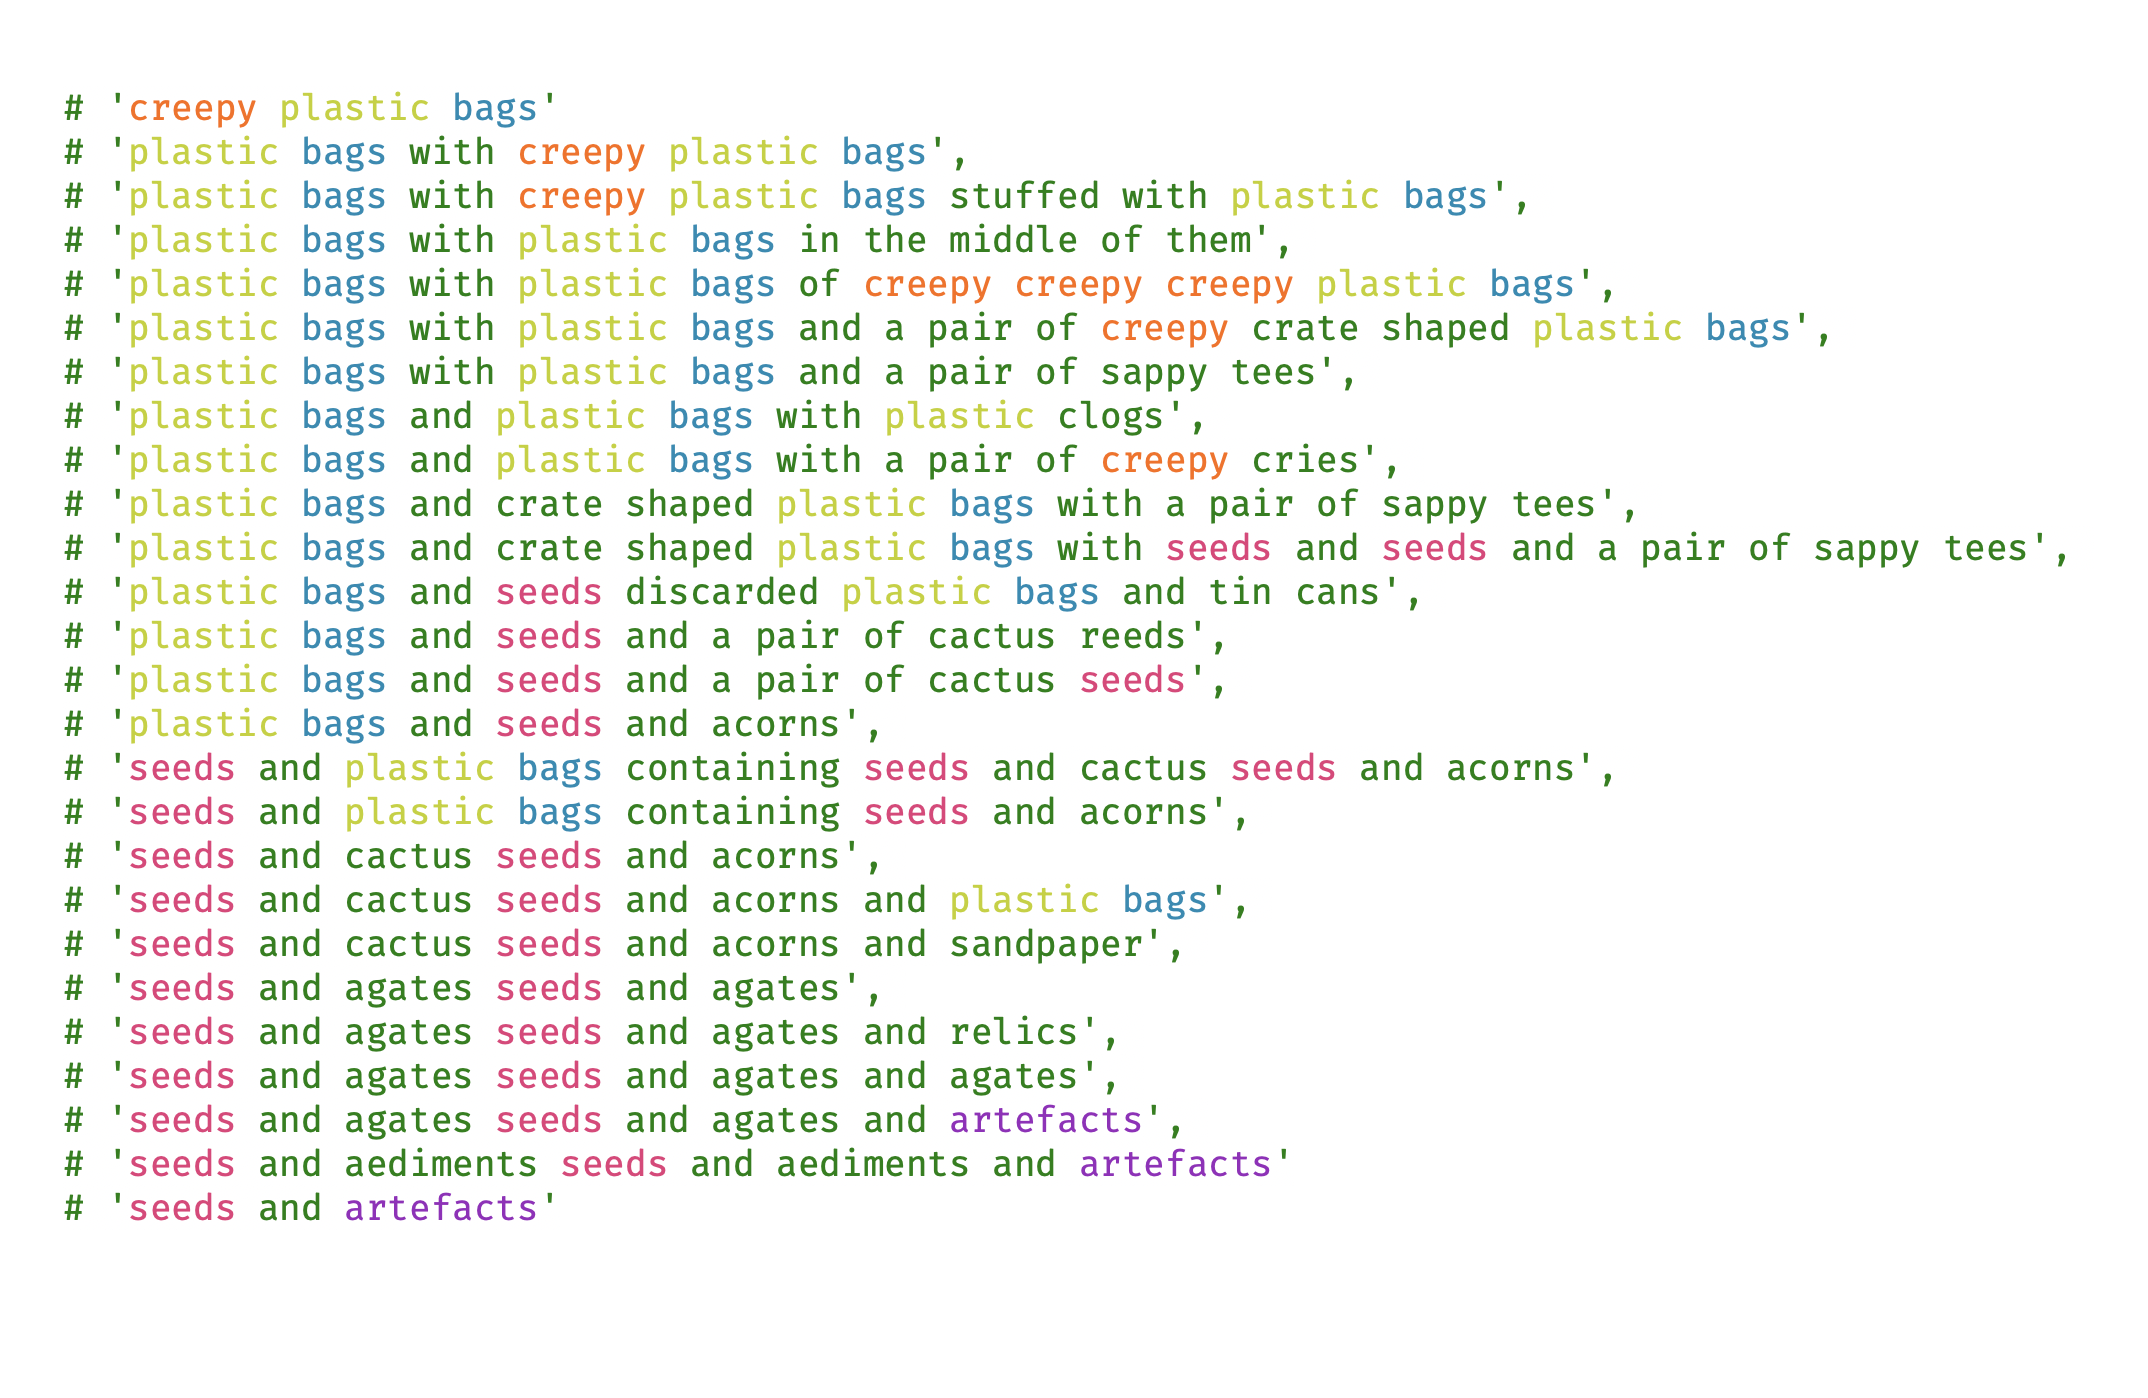 # 'creepy plastic bags'
# 'plastic bags with creepy plastic bags',
# 'plastic bags with creepy plastic bags stuffed with plastic bags',
# 'plastic bags with plastic bags in the middle of them',
# 'plastic bags with plastic bags of creepy creepy creepy plastic bags',
# 'plastic bags with plastic bags and a pair of creepy crate shaped plastic bags',
# 'plastic bags with plastic bags and a pair of sappy tees',
# 'plastic bags and plastic bags with plastic clogs',
# 'plastic bags and plastic bags with a pair of creepy cries',
# 'plastic bags and crate shaped plastic bags with a pair of sappy tees',
# 'plastic bags and crate shaped plastic bags with seeds and seeds and a pair of sappy tees',
# 'plastic bags and seeds discarded plastic bags and tin cans',
# 'plastic bags and seeds and a pair of cactus reeds',
# 'plastic bags and seeds and a pair of cactus seeds',
# 'plastic bags and seeds and acorns',
# 'seeds and plastic bags containing seeds and cactus seeds and acorns',
# 'seeds and plastic bags containing seeds and acorns',
# 'seeds and cactus seeds and acorns',
# 'seeds and cactus seeds and acorns and plastic bags',
# 'seeds and cactus seeds and acorns and sandpaper',
# 'seeds and agates seeds and agates',
# 'seeds and agates seeds and agates and relics',
# 'seeds and agates seeds and agates and agates',
# 'seeds and agates seeds and agates and artefacts',
# 'seeds and aediments seeds and aediments and artefacts'
# 'seeds and artefacts'